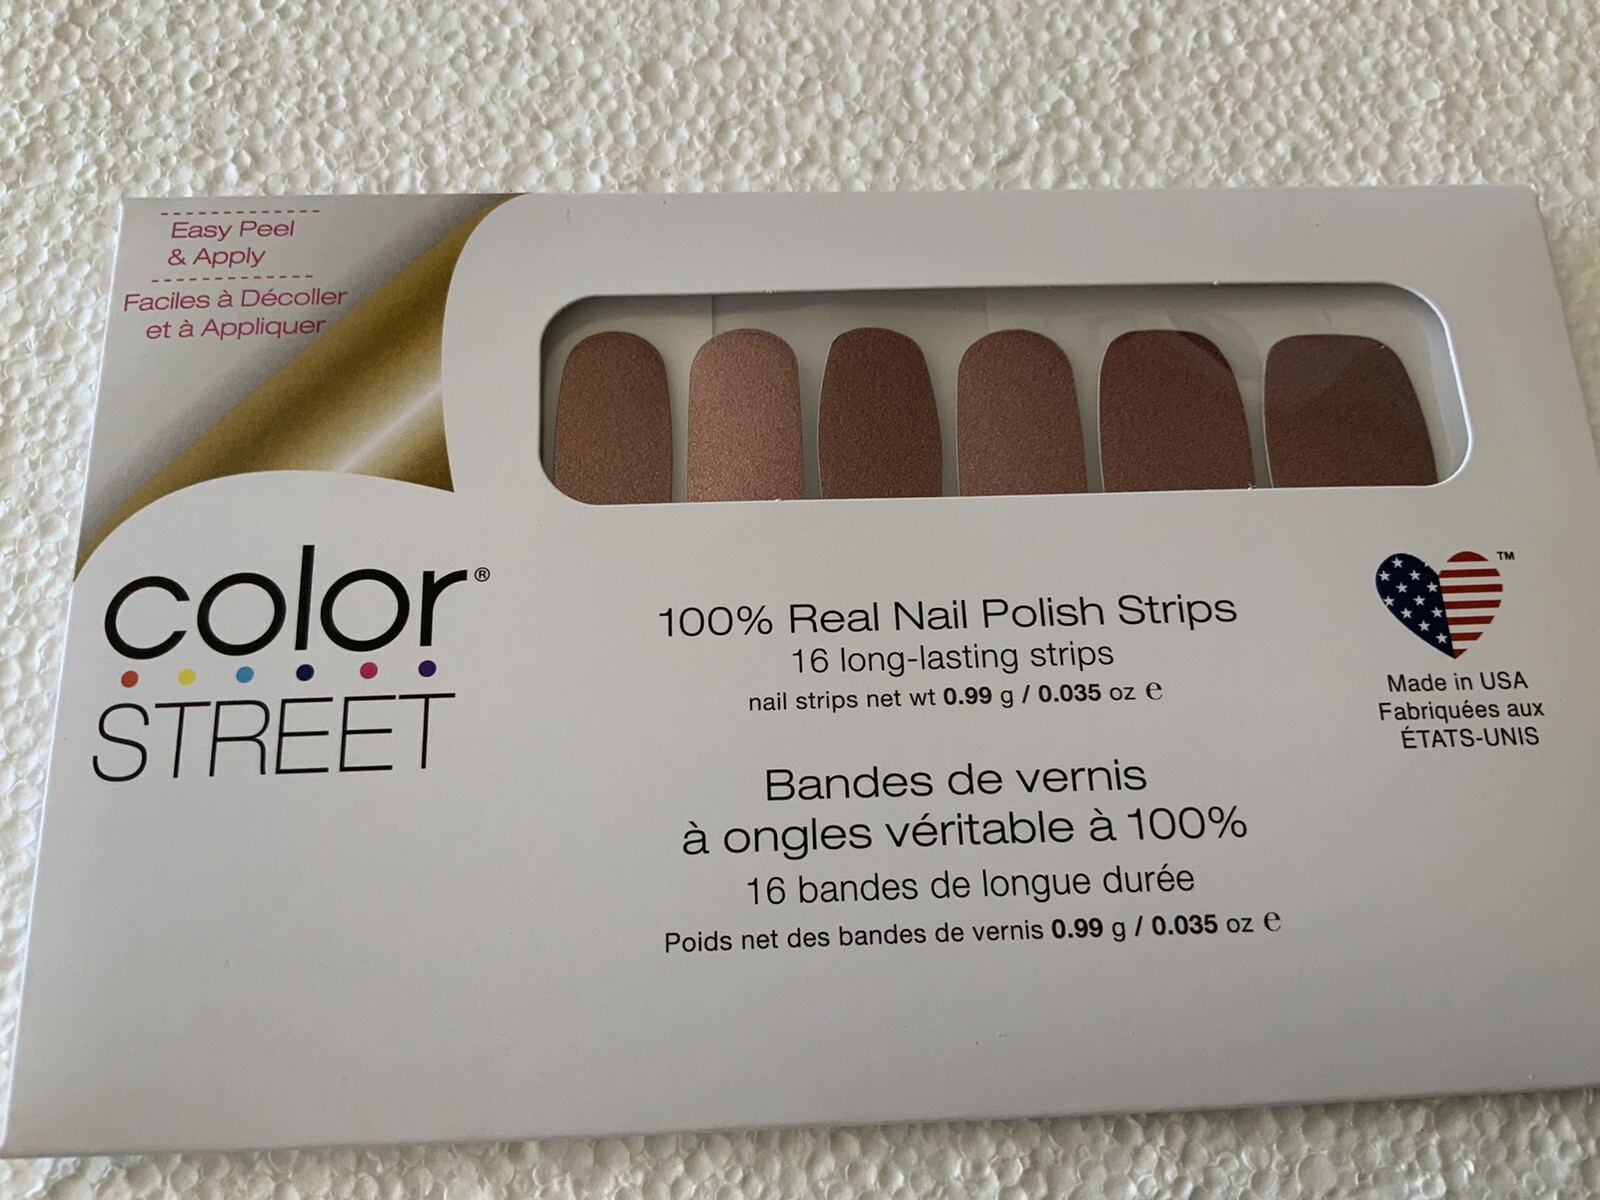 Easy Peel
& Apply
Faciles à Décoller
et à Appliquer
color®
STREET
100% Real Nail Polish Strips
16 long-lasting strips
nail strips net wt 0.99 g / 0.035 oz ℮
Bandes de vernis
à ongles véritable à 100%
16 bandes de longue durée
Poids net des bandes de vernis 0.99 g / 0.035 oz ℮
™
Made in USA
Fabriquées aux
ÉTATS-UNIS